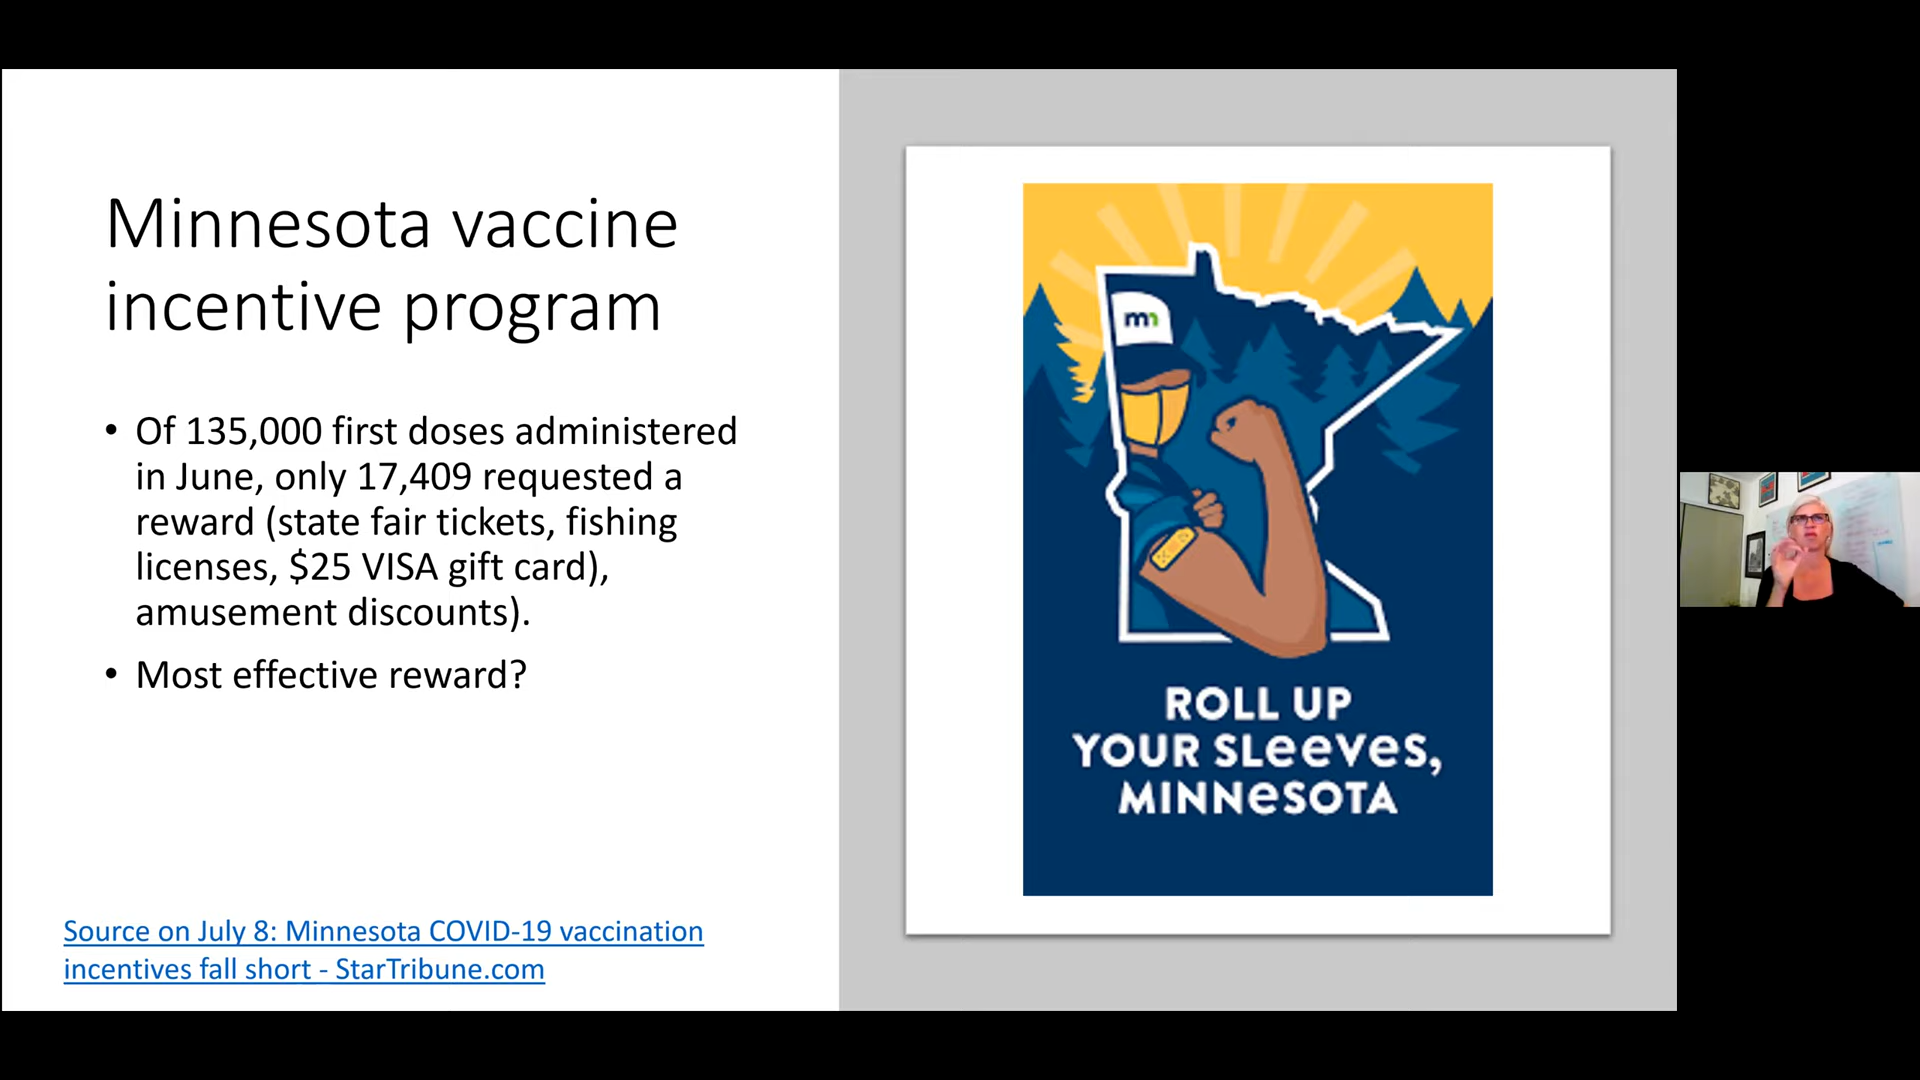 Minnesota vaccine
incentive program
• Of 135,000 first doses administered
in June, only 17,409 requested a
reward (state fair tickets, fishing
licenses, $25 VISA gift card),
amusement discounts).
• Most effective reward?
Source on July 8: Minnesota COVID-19 vaccination
incentives fall short - StarTribune.com
mn
ROLL UP
YOUR SLeeves,
MINNeSOTA